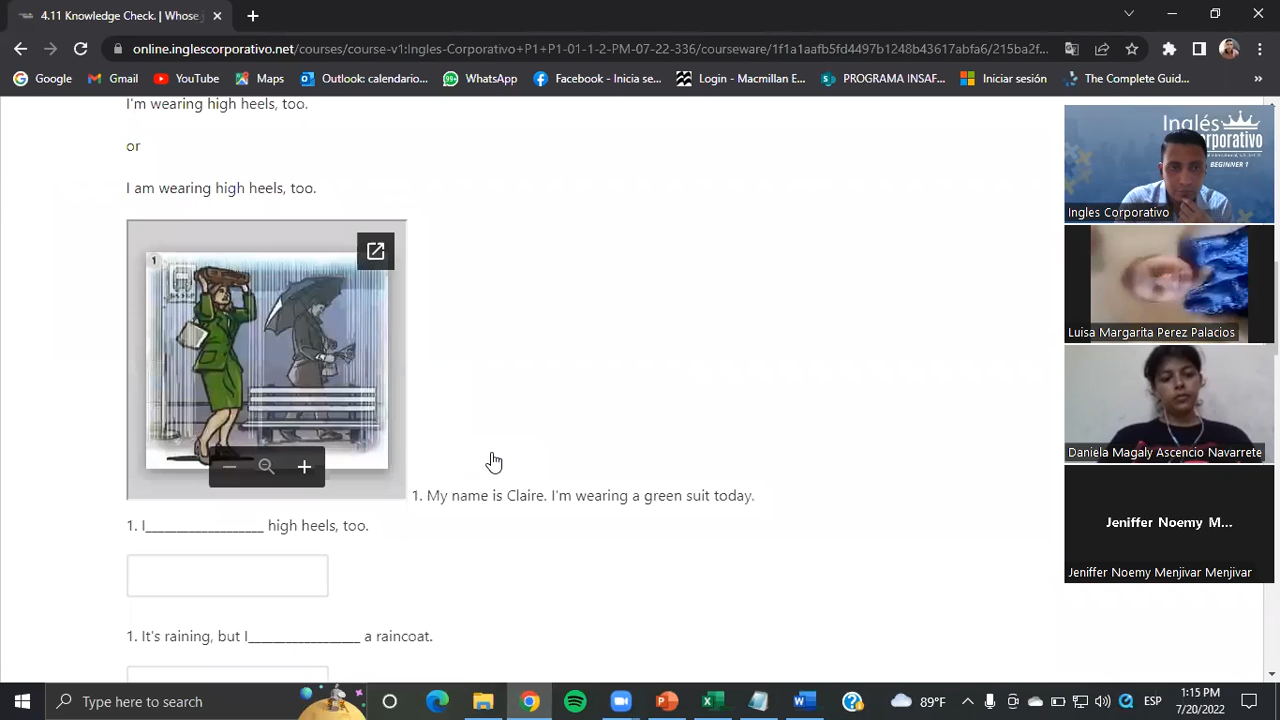 4.11 Knowledge Check. | Whose
online.inglescorporativo.net/courses/course-v1:Ingles-Corporativo+P1+P1-01-1-2-PM-07-22-336/courseware/1f1a1aafb5fd4497b1248b43617abfa6/215ba2f...
Google Gmail YouTube Maps Outlook: calendario... WhatsApp Facebook - Inicia se... Login - Macmillan E... PROGRAMA INSAF... Iniciar sesión The Complete Guid... »
I'm wearing high heels, too.
or
I am wearing high heels, too.
1
1. My name is Claire. I'm wearing a green suit today.
1. I__________________ high heels, too.
1. It's raining, but I_________________ a raincoat.
Inglés
orporativo
BEGINNER 1
Ingles Corporativo
Luisa Margarita Perez Palacios
Daniela Magaly Ascencio Navarrete
Jeniffer Noemy M...
Jeniffer Noemy Menjivar Menjivar
Type here to search
89°F
ESP
1:15 PM
7/20/2022